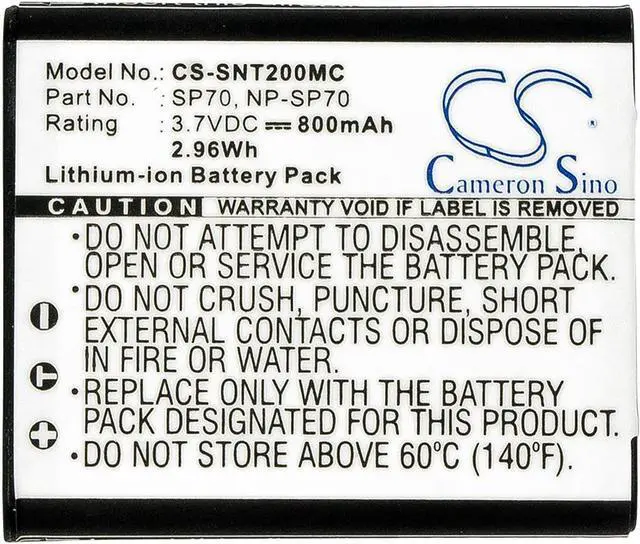 Model No.: CS-SNT200MC
Part No. : SP70, NP-SP70
Rating : 3.7VDC ⎓ 800mAh
2.96Wh
Lithium-ion Battery Pack
CS
Cameron Sino
CAUTION WARRANTY VOID IF LABEL IS REMOVED
·DO NOT ATTEMPT TO DISASSEMBLE,
OPEN OR SERVICE THE BATTERY PACK.
·DO NOT CRUSH, PUNCTURE, SHORT
EXTERNAL CONTACTS OR DISPOSE OF
IN FIRE OR WATER.
·REPLACE ONLY WITH THE BATTERY
PACK DESIGNATED FOR THIS PRODUCT.
·DO NOT STORE ABOVE 60°C (140°F).
T